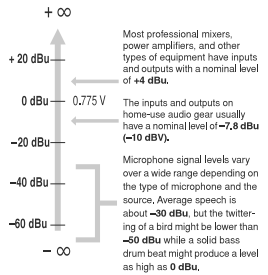 + ∞
+ 20 dBu
0 dBu
0.775 V
–20 dBu
–40 dBu
–60 dBu
– ∞
Most professional mixers,
power amplifiers, and other
types of equipment have inputs
and outputs with a nominal level
of +4 dBu.
The inputs and outputs on
home-use audio gear usually
have a nominal level of –7.8 dBu
(–10 dBV).
Microphone signal levels vary
over a wide range depending on
the type of microphone and the
source. Average speech is
about –30 dBu, but the twitter-
ing of a bird might be lower than
–50 dBu while a solid bass
drum beat might produce a level
as high as 0 dBu.